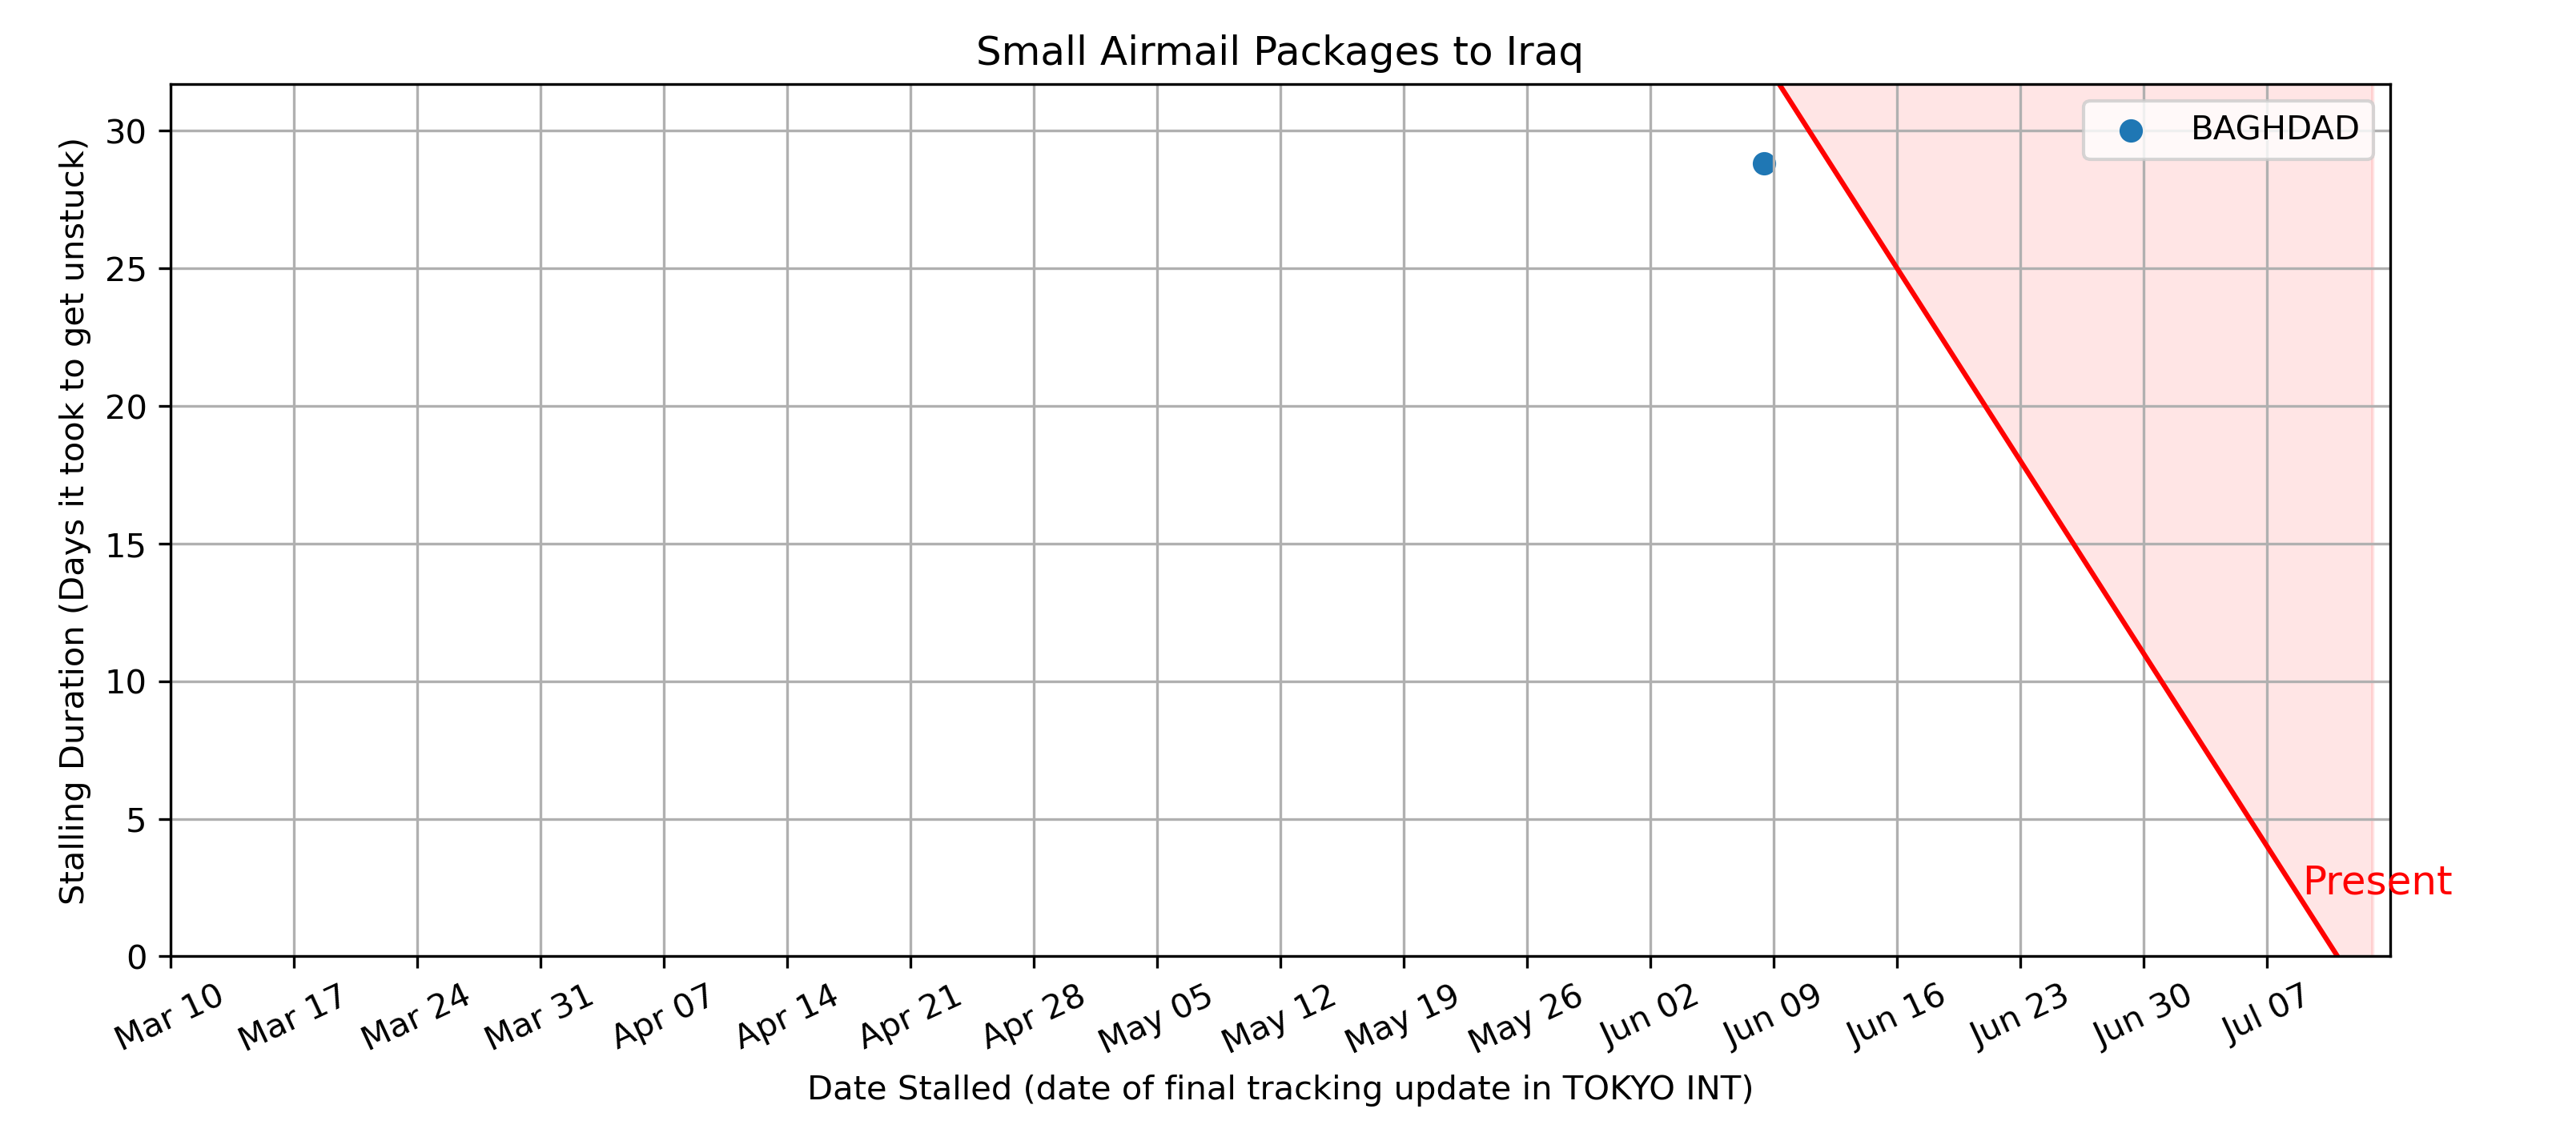 Small Airmail Packages to Iraq
BAGHDAD
Stalling Duration (Days it took to get unstuck)
30
25
20
15
10
5
0
Present
Mar 10
Mar 17
Mar 24
Mar 31
Apr 07
Apr 14
Apr 21
Apr 28
May 05
May 12
May 19
May 26
Jun 02
Jun 09
Jun 16
Jun 23
Jun 30
Jul 07
Date Stalled (date of final tracking update in TOKYO INT)